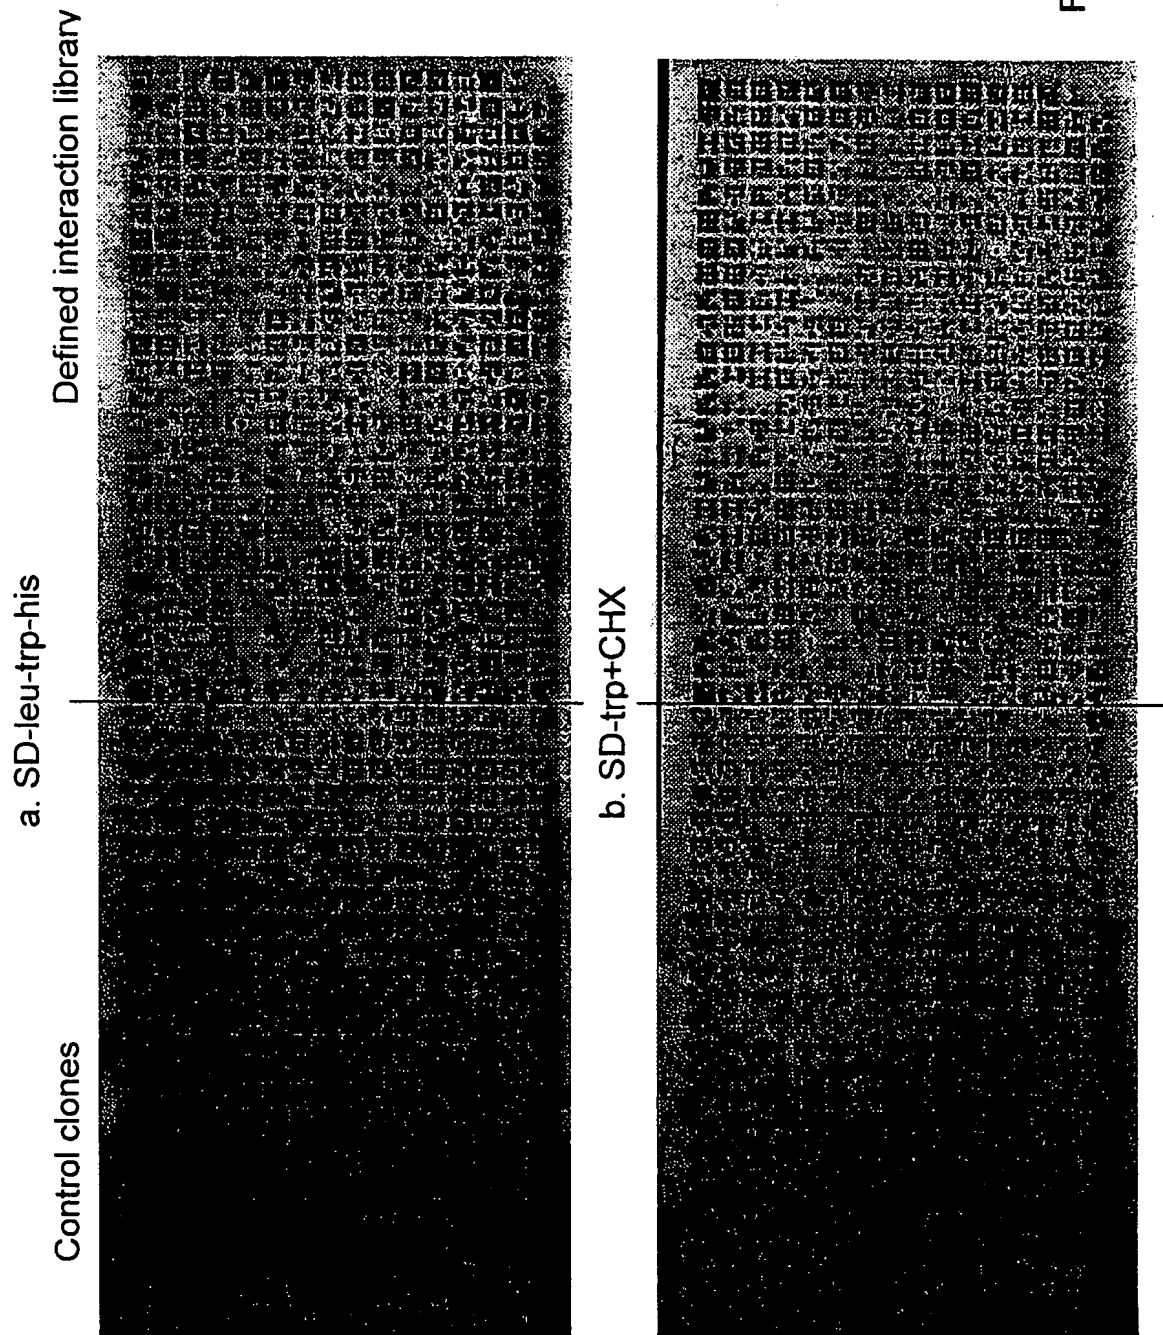 Control clones
Defined interaction library
a. SD-leu-trp-his
b. SD-trp+CHX
F